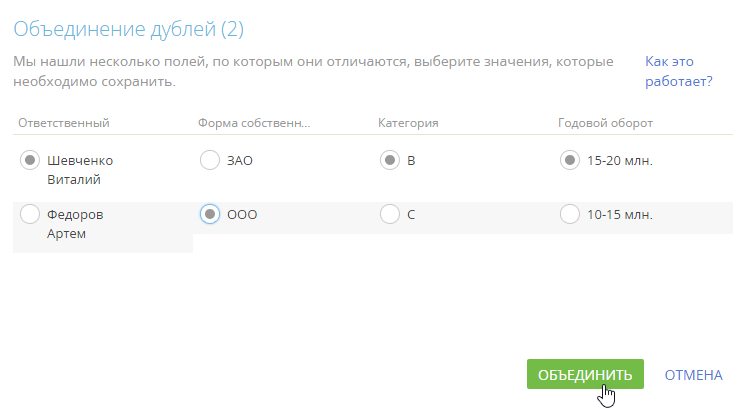 Объединение дублей (2)
Мы нашли несколько полей, по которым они отличаются, выберите значения, которые
необходимо сохранить.
Как это
работает?
Ответственный Форма собственн... Категория Годовой оборот
Шевченко ЗАО B 15-20 млн.
Виталий
Федоров ООО C 10-15 млн.
Артем
ОБЪЕДИНИТЬ ОТМЕНА